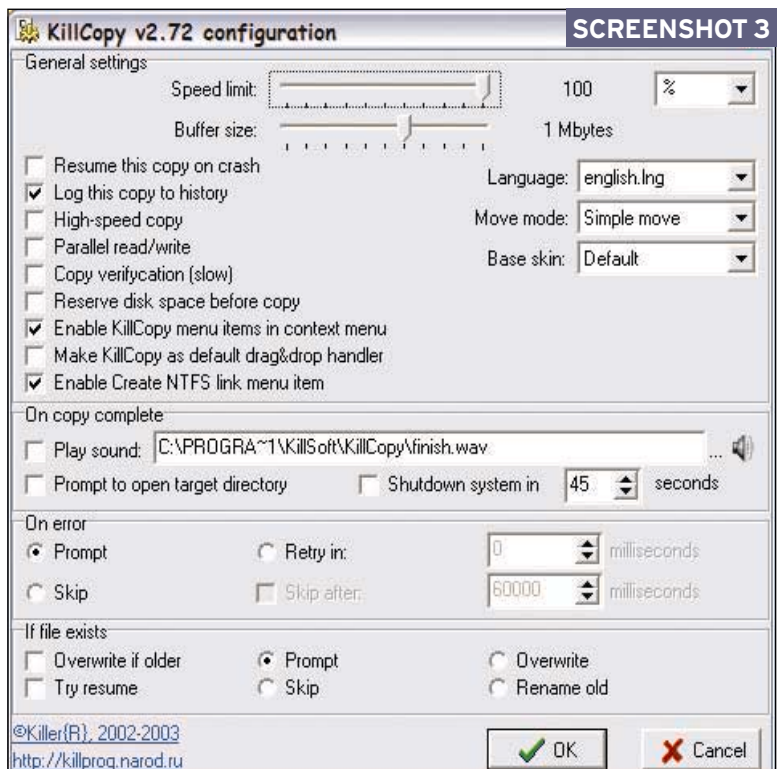 KillCopy v2.72 configuration
SCREENSHOT 3
General settings
Speed limit: 100 %
Buffer size: 1 Mbytes
Resume this copy on crash
Log this copy to history
High-speed copy
Parallel read/write
Copy verifycation (slow)
Reserve disk space before copy
Enable KillCopy menu items in context menu
Make KillCopy as default drag&drop handler
Enable Create NTFS link menu item
Language: english.lng
Move mode: Simple move
Base skin: Default
On copy complete
Play sound: C:\PROGRA~1\KillSoft\KillCopy\finish.wav ...
Prompt to open target directory
Shutdown system in 45 seconds
On error
Prompt
Retry in: 0 milliseconds
Skip
Skip after: 60000 milliseconds
If file exists
Overwrite if older
Prompt
Overwrite
Try resume
Skip
Rename old
©Killer{R}, 2002-2003
http://killprog.narod.ru
OK
Cancel